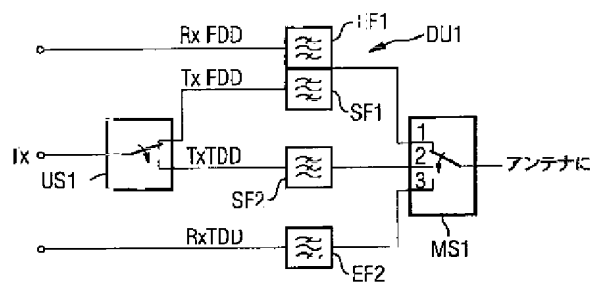 EF1
Rx FDD
DU1
Tx FDD
SF1
1
Tx
TxTDD
2
アンテナに
US1
3
SF2
RxTDD
MS1
EF2